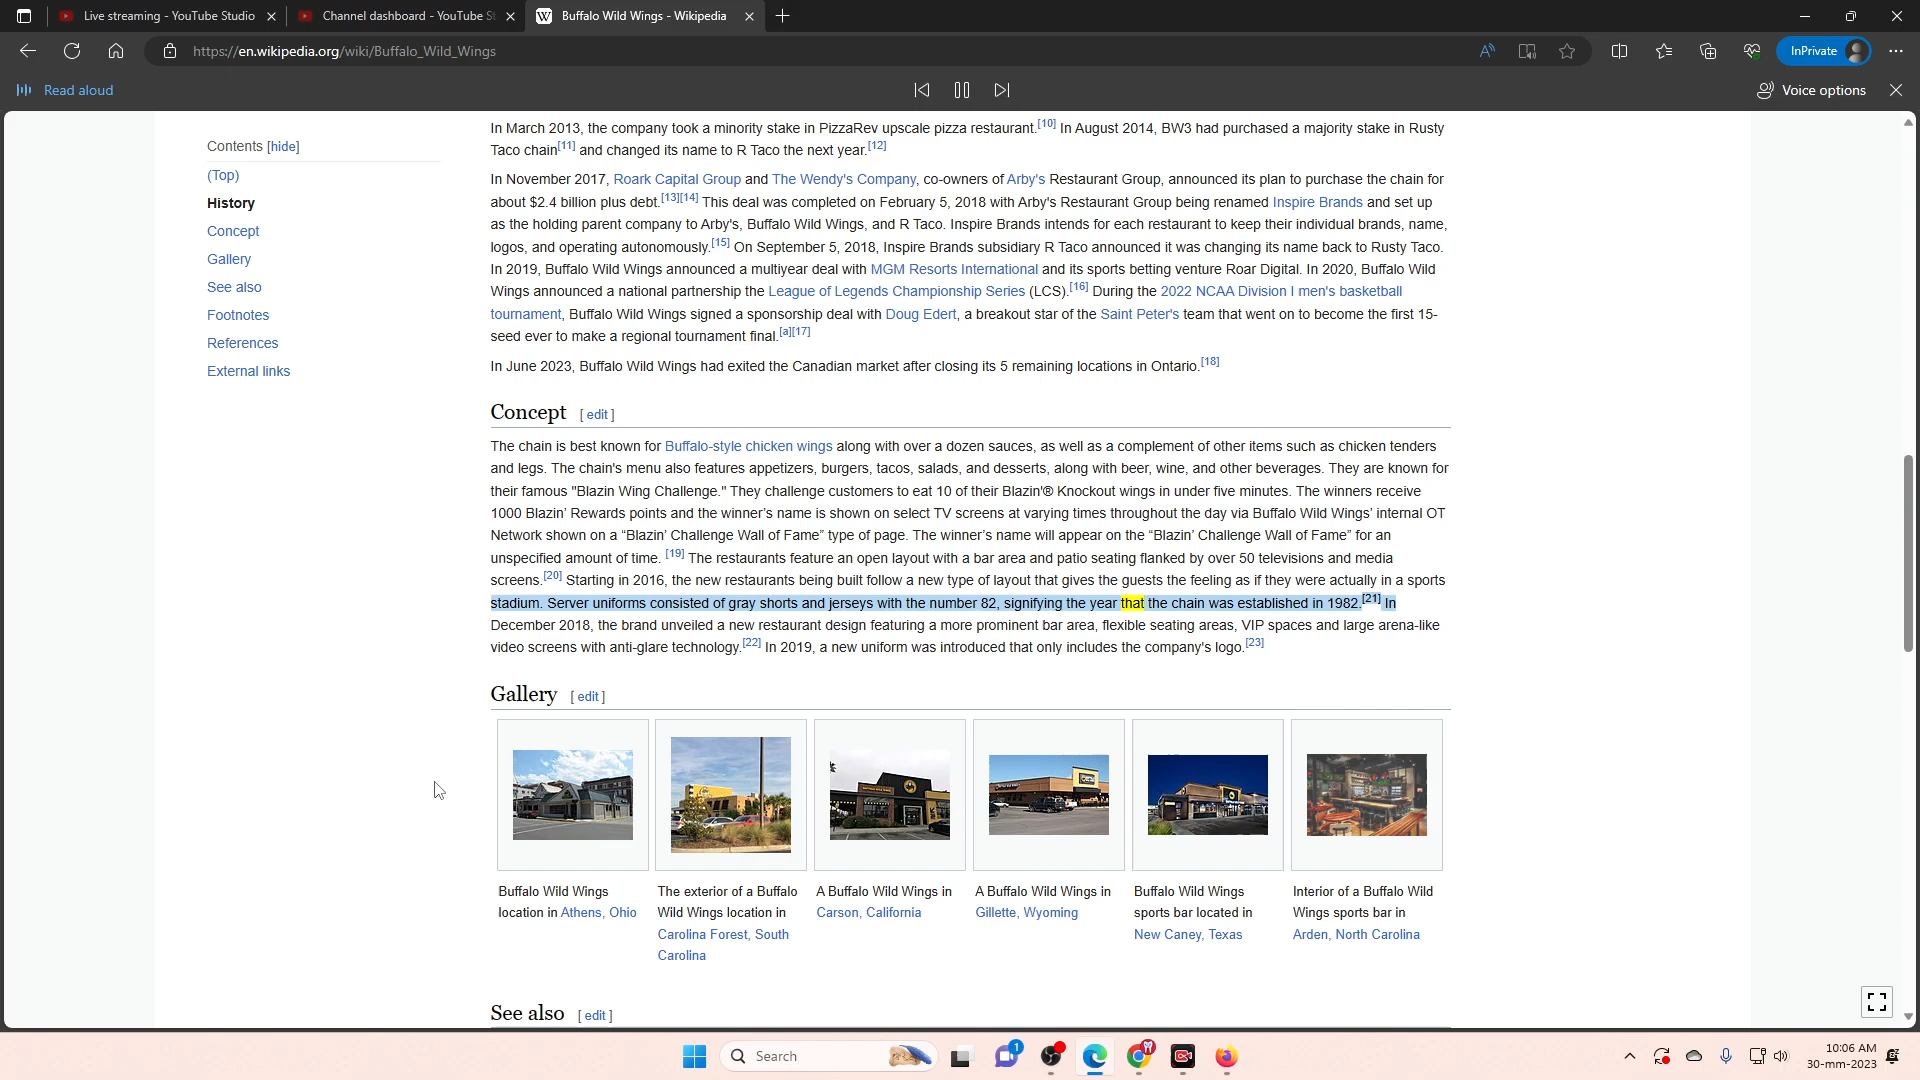 Live streaming - YouTube Studio
Channel dashboard - YouTube St
Buffalo Wild Wings - Wikipedia
https://en.wikipedia.org/wiki/Buffalo_Wild_Wings
InPrivate
Read aloud
Voice options
Contents [hide]
(Top)
History
Concept
Gallery
See also
Footnotes
References
External links
In March 2013, the company took a minority stake in PizzaRev upscale pizza restaurant.[10] In August 2014, BW3 had purchased a majority stake in Rusty
Taco chain[11] and changed its name to R Taco the next year.[12]
In November 2017, Roark Capital Group and The Wendy's Company, co-owners of Arby's Restaurant Group, announced its plan to purchase the chain for
about $2.4 billion plus debt.[13][14] This deal was completed on February 5, 2018 with Arby's Restaurant Group being renamed Inspire Brands and set up
as the holding parent company to Arby's, Buffalo Wild Wings, and R Taco. Inspire Brands intends for each restaurant to keep their individual brands, name,
logos, and operating autonomously.[15] On September 5, 2018, Inspire Brands subsidiary R Taco announced it was changing its name back to Rusty Taco.
In 2019, Buffalo Wild Wings announced a multiyear deal with MGM Resorts International and its sports betting venture Roar Digital. In 2020, Buffalo Wild
Wings announced a national partnership the League of Legends Championship Series (LCS).[16] During the 2022 NCAA Division I men's basketball
tournament, Buffalo Wild Wings signed a sponsorship deal with Doug Edert, a breakout star of the Saint Peter's team that went on to become the first 15-
seed ever to make a regional tournament final.[a][17]
In June 2023, Buffalo Wild Wings had exited the Canadian market after closing its 5 remaining locations in Ontario.[18]
Concept [ edit ]
The chain is best known for Buffalo-style chicken wings along with over a dozen sauces, as well as a complement of other items such as chicken tenders
and legs. The chain's menu also features appetizers, burgers, tacos, salads, and desserts, along with beer, wine, and other beverages. They are known for
their famous "Blazin Wing Challenge." They challenge customers to eat 10 of their Blazin'® Knockout wings in under five minutes. The winners receive
1000 Blazin' Rewards points and the winner's name is shown on select TV screens at varying times throughout the day via Buffalo Wild Wings' internal OT
Network shown on a “Blazin' Challenge Wall of Fame” type of page. The winner's name will appear on the “Blazin' Challenge Wall of Fame” for an
unspecified amount of time. [19] The restaurants feature an open layout with a bar area and patio seating flanked by over 50 televisions and media
screens.[20] Starting in 2016, the new restaurants being built follow a new type of layout that gives the guests the feeling as if they were actually in a sports
stadium. Server uniforms consisted of gray shorts and jerseys with the number 82, signifying the year that the chain was established in 1982.[21] In
December 2018, the brand unveiled a new restaurant design featuring a more prominent bar area, flexible seating areas, VIP spaces and large arena-like
video screens with anti-glare technology.[22] In 2019, a new uniform was introduced that only includes the company's logo.[23]
Gallery [ edit ]
Buffalo Wild Wings
location in Athens, Ohio
The exterior of a Buffalo
Wild Wings location in
Carolina Forest, South
Carolina
A Buffalo Wild Wings in
Carson, California
A Buffalo Wild Wings in
Gillette, Wyoming
Buffalo Wild Wings
sports bar located in
New Caney, Texas
Interior of a Buffalo Wild
Wings sports bar in
Arden, North Carolina
See also [ edit ]
Search
1
10:06 AM
30-mm-2023